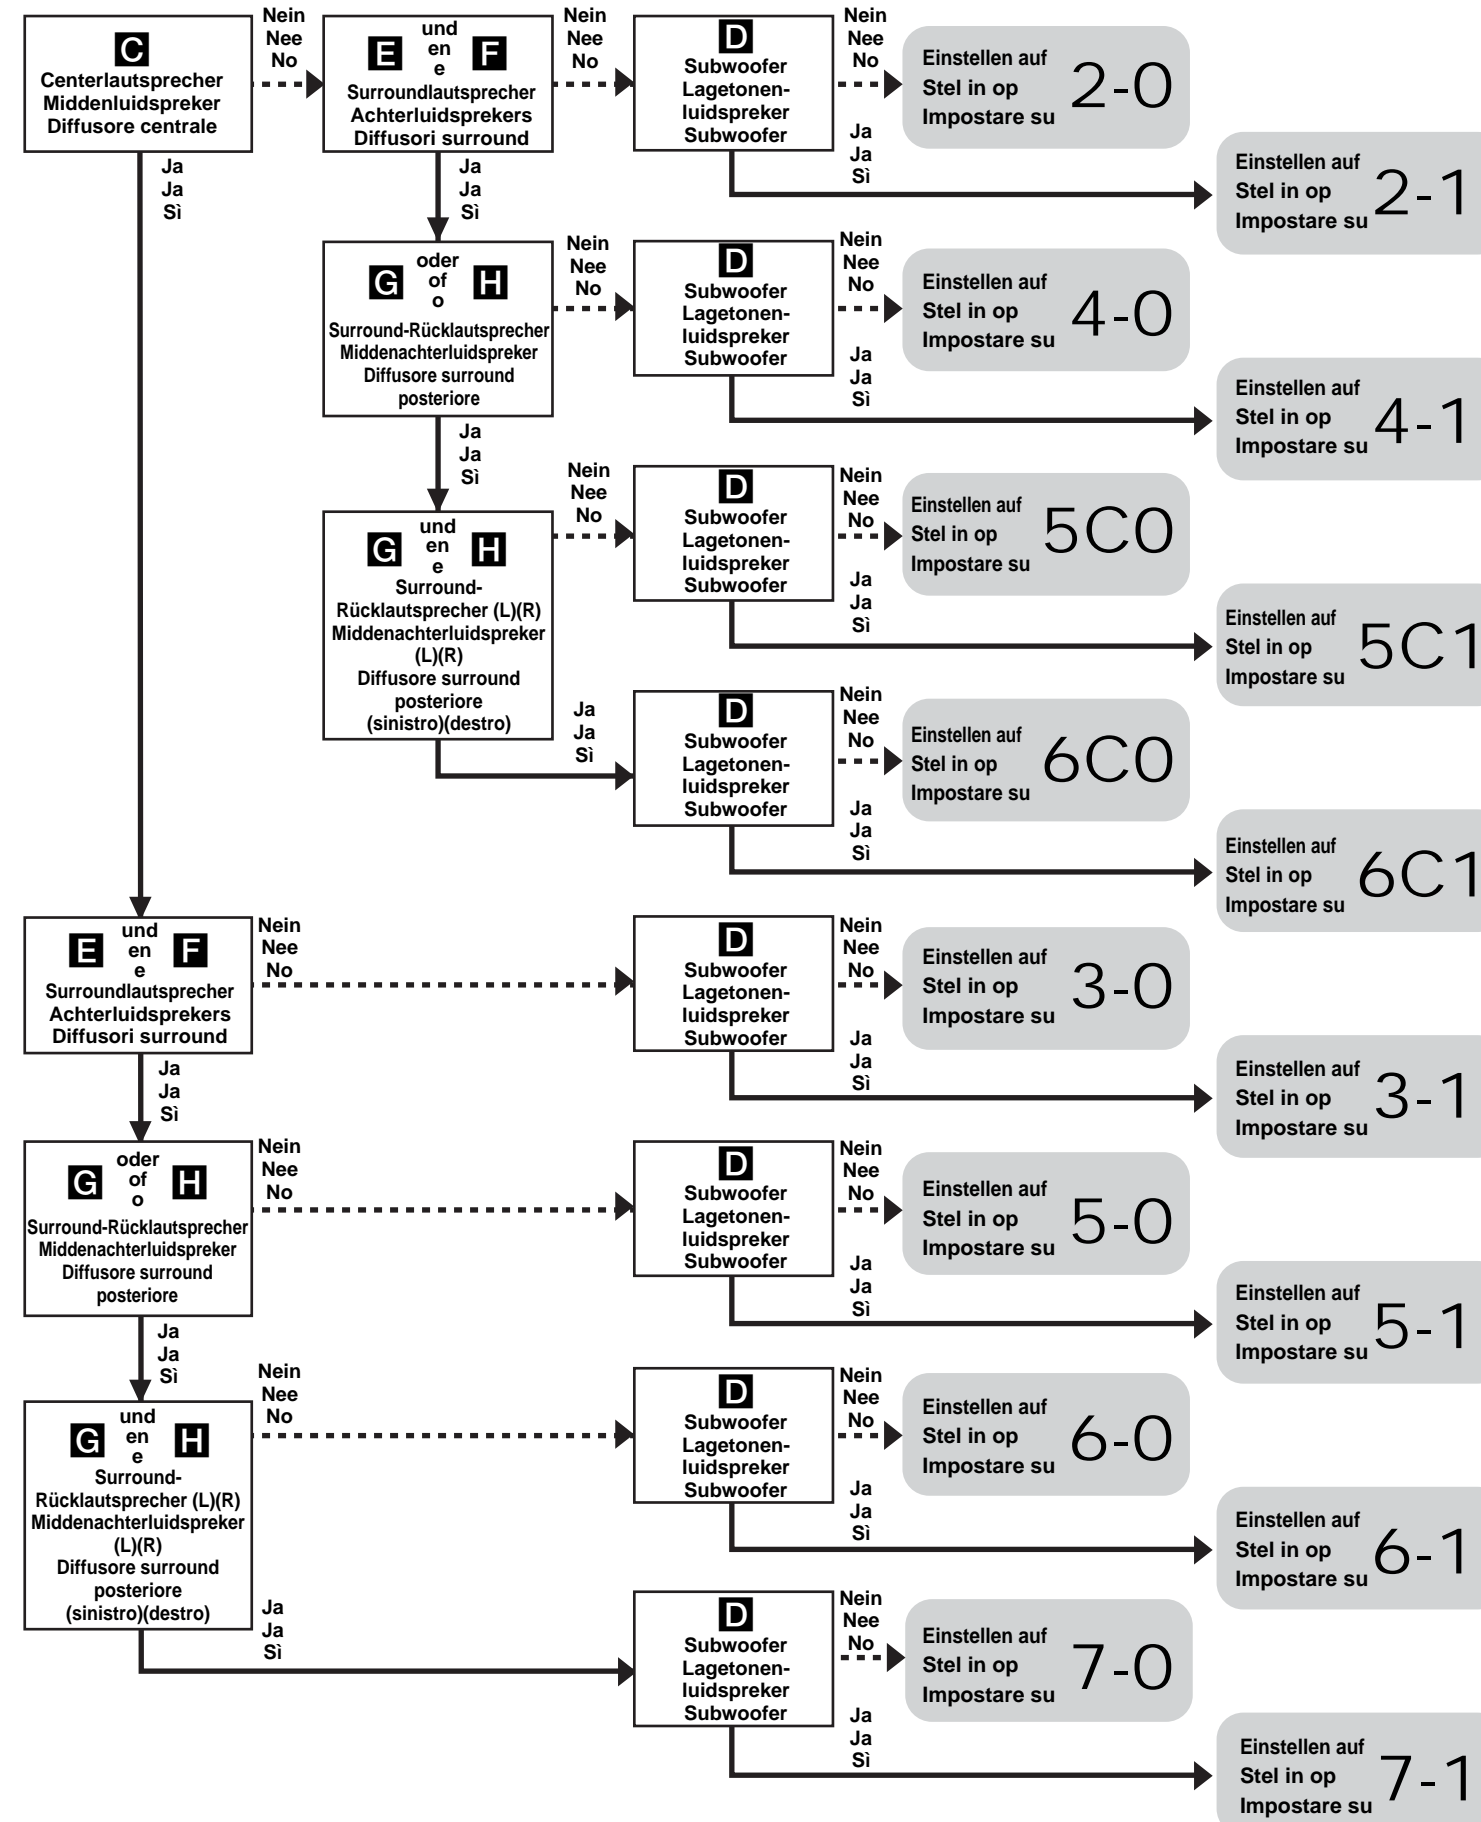 C
Centerlautsprecher
Middenluidspreker
Diffusore centrale
Nein
Nee
No
Ja
Ja
Sì
E und en e F
Surroundlautsprecher
Achterluidsprekers
Diffusori surround
Nein
Nee
No
Ja
Ja
Sì
D
Subwoofer
Lagetonen-
luidspreker
Subwoofer
Nein
Nee
No
Einstellen auf
Stel in op
Impostare su
2-0
Ja
Ja
Sì
Einstellen auf
Stel in op
Impostare su
2-1
G oder of o H
Surround-Rücklautsprecher
Middenachterluidspreker
Diffusore surround
posteriore
Nein
Nee
No
Ja
Ja
Sì
D
Subwoofer
Lagetonen-
luidspreker
Subwoofer
Nein
Nee
No
Einstellen auf
Stel in op
Impostare su
4-0
Ja
Ja
Sì
Einstellen auf
Stel in op
Impostare su
4-1
G und en e H
Surround-
Rücklautsprecher (L)(R)
Middenachterluidspreker
(L)(R)
Diffusore surround
posteriore
(sinistro)(destro)
Nein
Nee
No
D
Subwoofer
Lagetonen-
luidspreker
Subwoofer
Nein
Nee
No
Einstellen auf
Stel in op
Impostare su
5C0
Ja
Ja
Sì
Einstellen auf
Stel in op
Impostare su
5C1
Ja
Ja
Sì
D
Subwoofer
Lagetonen-
luidspreker
Subwoofer
Nein
Nee
No
Einstellen auf
Stel in op
Impostare su
6C0
Ja
Ja
Sì
Einstellen auf
Stel in op
Impostare su
6C1
E und en e F
Surroundlautsprecher
Achterluidsprekers
Diffusori surround
Nein
Nee
No
Ja
Ja
Sì
D
Subwoofer
Lagetonen-
luidspreker
Subwoofer
Nein
Nee
No
Einstellen auf
Stel in op
Impostare su
3-0
Ja
Ja
Sì
Einstellen auf
Stel in op
Impostare su
3-1
G oder of o H
Surround-Rücklautsprecher
Middenachterluidspreker
Diffusore surround
posteriore
Nein
Nee
No
Ja
Ja
Sì
D
Subwoofer
Lagetonen-
luidspreker
Subwoofer
Nein
Nee
No
Einstellen auf
Stel in op
Impostare su
5-0
Ja
Ja
Sì
Einstellen auf
Stel in op
Impostare su
5-1
G und en e H
Surround-
Rücklautsprecher (L)(R)
Middenachterluidspreker
(L)(R)
Diffusore surround
posteriore
(sinistro)(destro)
Nein
Nee
No
D
Subwoofer
Lagetonen-
luidspreker
Subwoofer
Nein
Nee
No
Einstellen auf
Stel in op
Impostare su
6-0
Ja
Ja
Sì
Einstellen auf
Stel in op
Impostare su
6-1
Ja
Ja
Sì
D
Subwoofer
Lagetonen-
luidspreker
Subwoofer
Nein
Nee
No
Einstellen auf
Stel in op
Impostare su
7-0
Ja
Ja
Sì
Einstellen auf
Stel in op
Impostare su
7-1